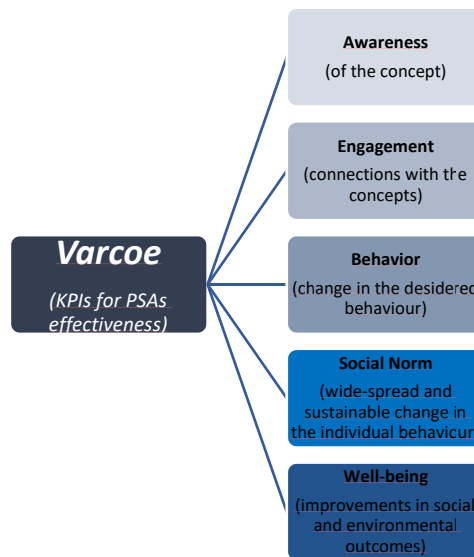 Awareness
(of the concept)
Engagement
(connections with the
concepts)
Varcoe
(KPIs for PSAs
effectiveness)
Behavior
(change in the desidered
behaviour)
Social Norm
(wide-spread and
sustainable change in
the individual behaviour
Well-being
(improvements in social
and environmental
outcomes)